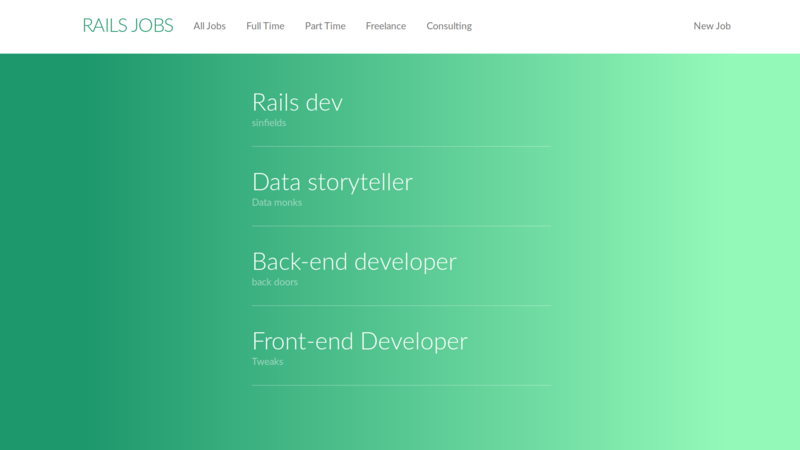 RAILS JOBS All Jobs Full Time Part Time Freelance Consulting New Job
Rails dev
sinfields
Data storyteller
Data monks
Back-end developer
back doors
Front-end Developer
Tweaks